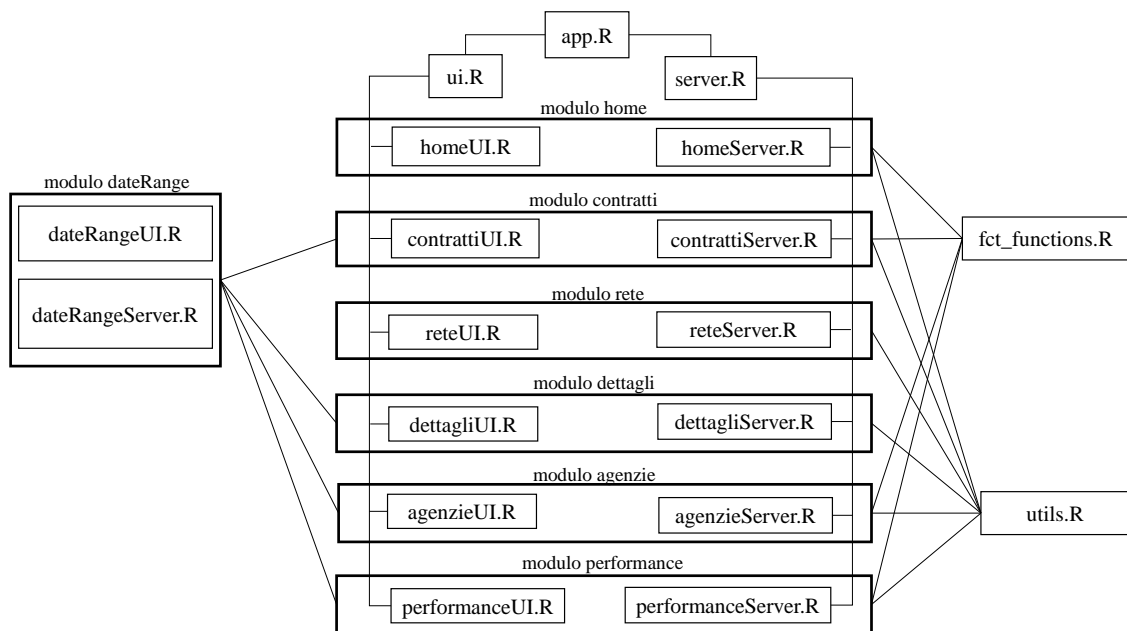 app.R
ui.R
server.R
modulo home
homeUI.R
homeServer.R
modulo dateRange
dateRangeUI.R
dateRangeServer.R
modulo contratti
contrattiUI.R
contrattiServer.R
fct_functions.R
modulo rete
reteUI.R
reteServer.R
modulo dettagli
dettagliUI.R
dettagliServer.R
modulo agenzie
agenzieUI.R
agenzieServer.R
utils.R
modulo performance
performanceUI.R
performanceServer.R